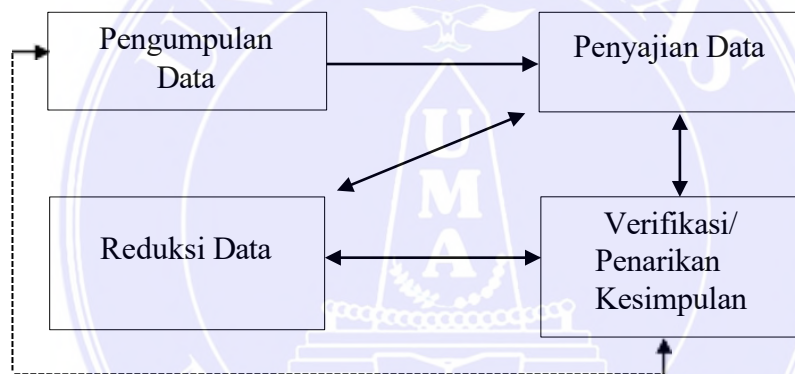 Pengumpulan
Data
Penyajian Data
Reduksi Data
Verifikasi/
Penarikan
Kesimpulan
U
M
A